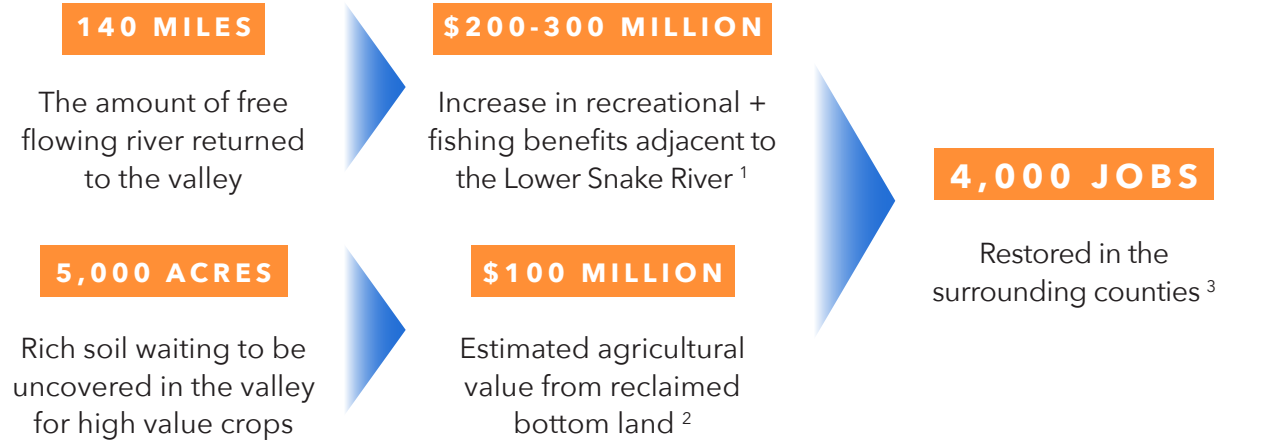 140 MILES
The amount of free
flowing river returned
to the valley
$200-300 MILLION
Increase in recreational +
fishing benefits adjacent to
the Lower Snake River ¹
5,000 ACRES
Rich soil waiting to be
uncovered in the valley
for high value crops
$100 MILLION
Estimated agricultural
value from reclaimed
bottom land ²
4,000 JOBS
Restored in the
surrounding counties ³